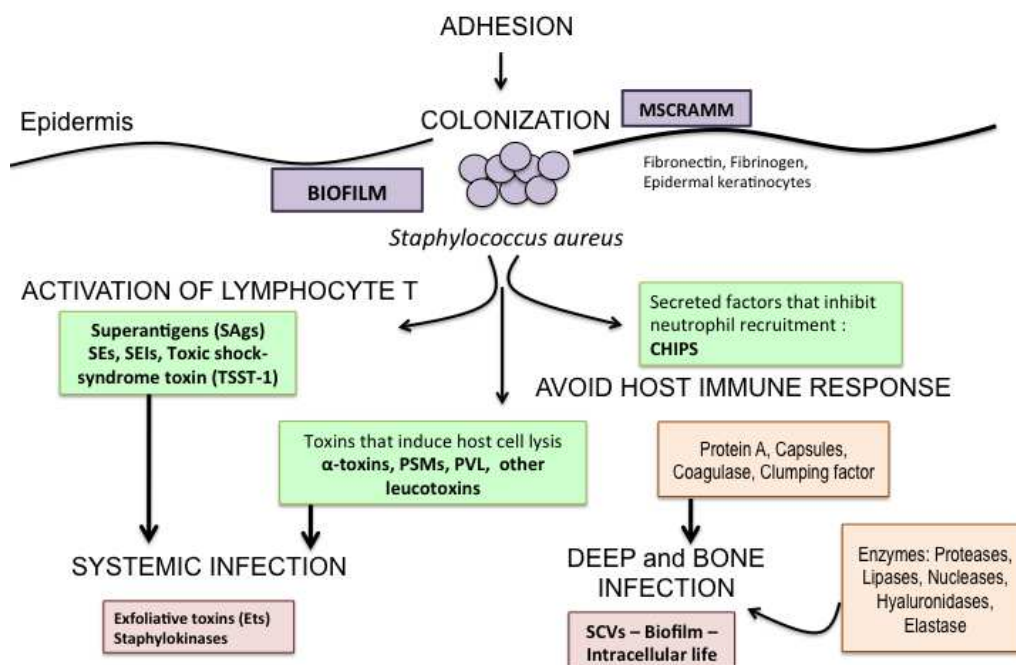 ADHESION
COLONIZATION
MSCRAMM
Epidermis
Fibronectin, Fibrinogen,
Epidermal keratinocytes
BIOFILM
Staphylococcus aureus
ACTIVATION OF LYMPHOCYTE T
Superantigens (SAgs)
SEs, SEIs, Toxic shock-
syndrome toxin (TSST-1)
Secreted factors that inhibit
neutrophil recruitment :
CHIPS
AVOID HOST IMMUNE RESPONSE
Toxins that induce host cell lysis
α-toxins, PSMs, PVL, other
leucotoxins
Protein A, Capsules,
Coagulase, Clumping factor
SYSTEMIC INFECTION
DEEP and BONE
INFECTION
Enzymes: Proteases,
Lipases, Nucleases,
Hyaluronidases,
Elastase
Exfoliative toxins (Ets)
Staphylokinases
SCVs – Biofilm –
Intracellular life